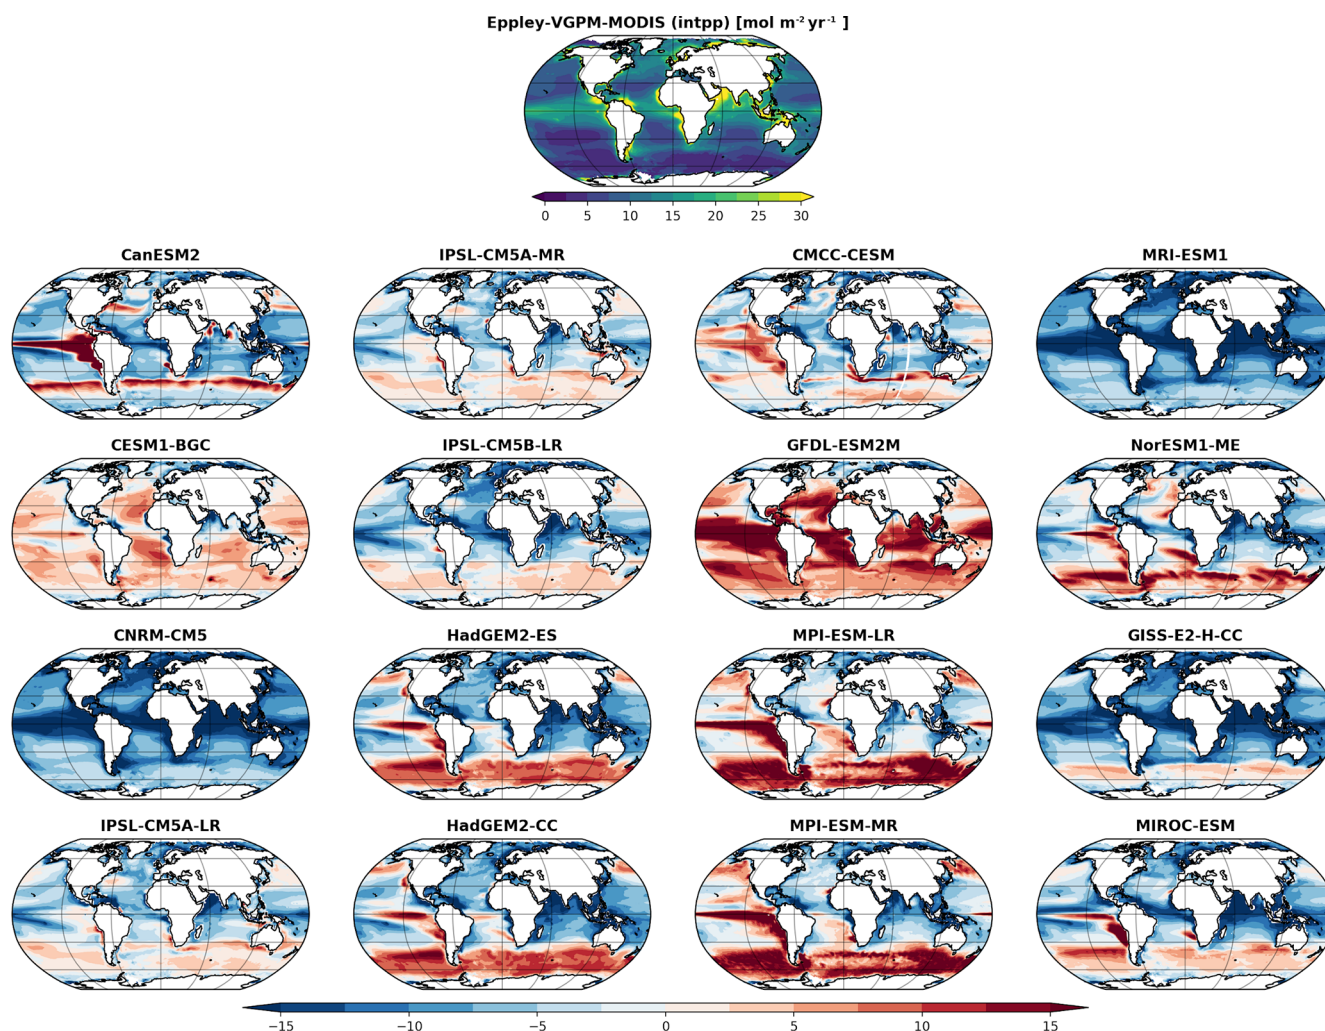 Eppley-VGPM-MODIS (intpp) [mol m⁻² yr⁻¹ ]
0 5 10 15 20 25 30
CanESM2 IPSL-CM5A-MR CMCC-CESM MRI-ESM1
CESM1-BGC IPSL-CM5B-LR GFDL-ESM2M NorESM1-ME
CNRM-CM5 HadGEM2-ES MPI-ESM-LR GISS-E2-H-CC
IPSL-CM5A-LR HadGEM2-CC MPI-ESM-MR MIROC-ESM
−15 −10 −5 0 5 10 15